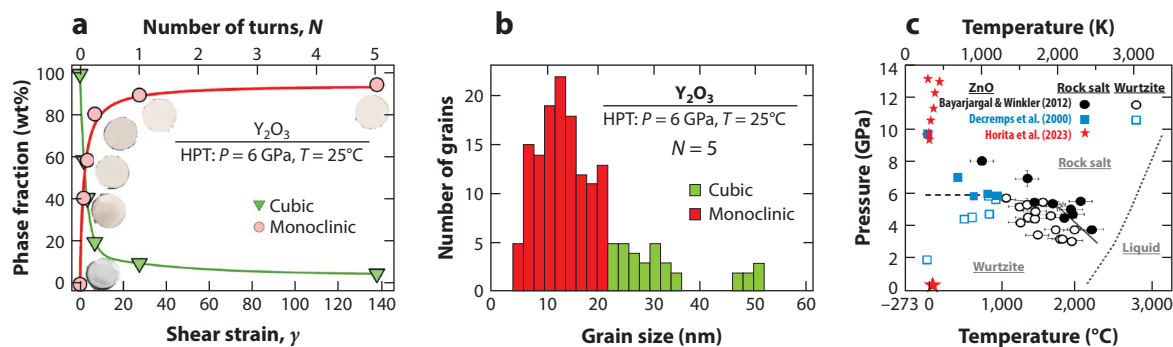 a
Number of turns, N
0 1 2 3 4 5
100
80
60
40
20
0
Phase fraction (wt%)
Y₂O₃
HPT: P = 6 GPa, T = 25°C
Cubic
Monoclinic
0 20 40 60 80 100 120 140
Shear strain, γ
b
25
20
15
10
5
0
Number of grains
Y₂O₃
HPT: P = 6 GPa, T = 25°C
N = 5
Cubic
Monoclinic
0 10 20 30 40 50 60
Grain size (nm)
c
Temperature (K)
0 1,000 2,000 3,000
14
12
10
8
6
4
2
0
Pressure (GPa)
ZnO Rock salt Wurtzite
Bayarjargal & Winkler (2012)
Decremps et al. (2000)
Horita et al. (2023)
Rock salt
Wurtzite
Liquid
−273 0 1,000 2,000 3,000
Temperature (°C)